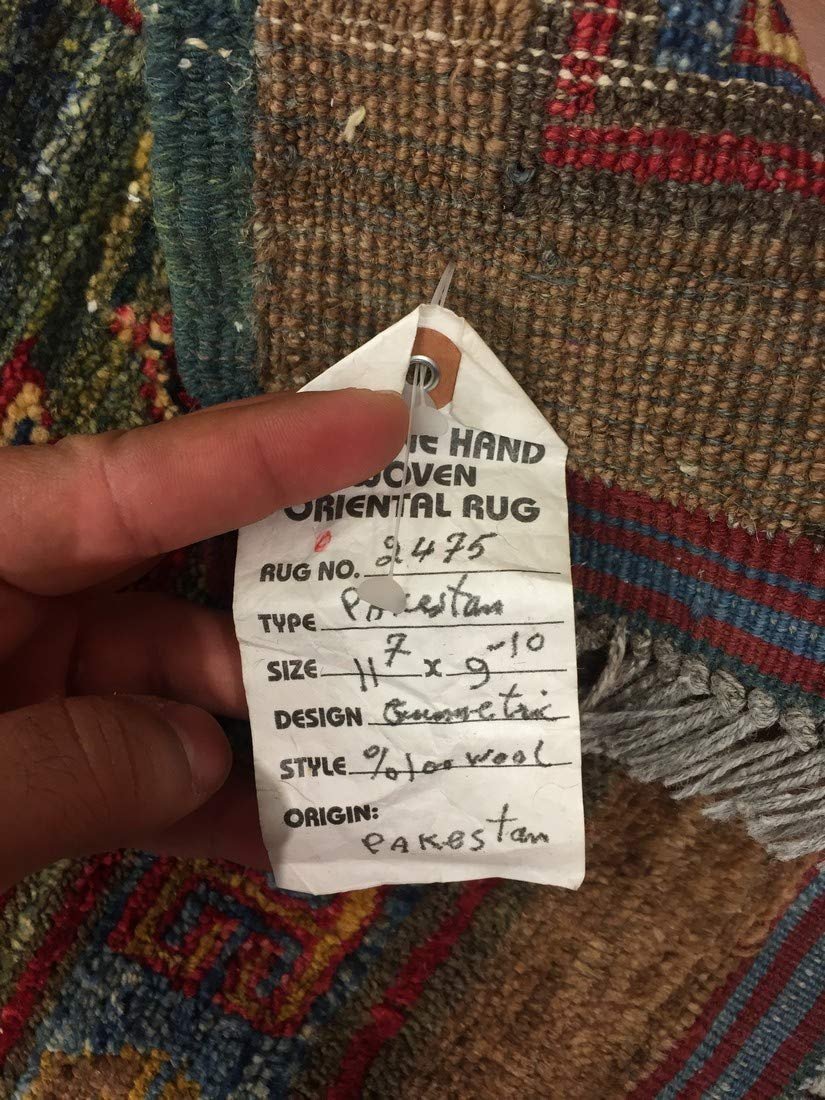 HAND
WOVEN
ORIENTAL RUG
RUG NO. 2475
TYPE Pakestan
SIZE 11 7 x 9 -10
DESIGN Gunmetric
STYLE %100 wool
ORIGIN:
PAKEStan